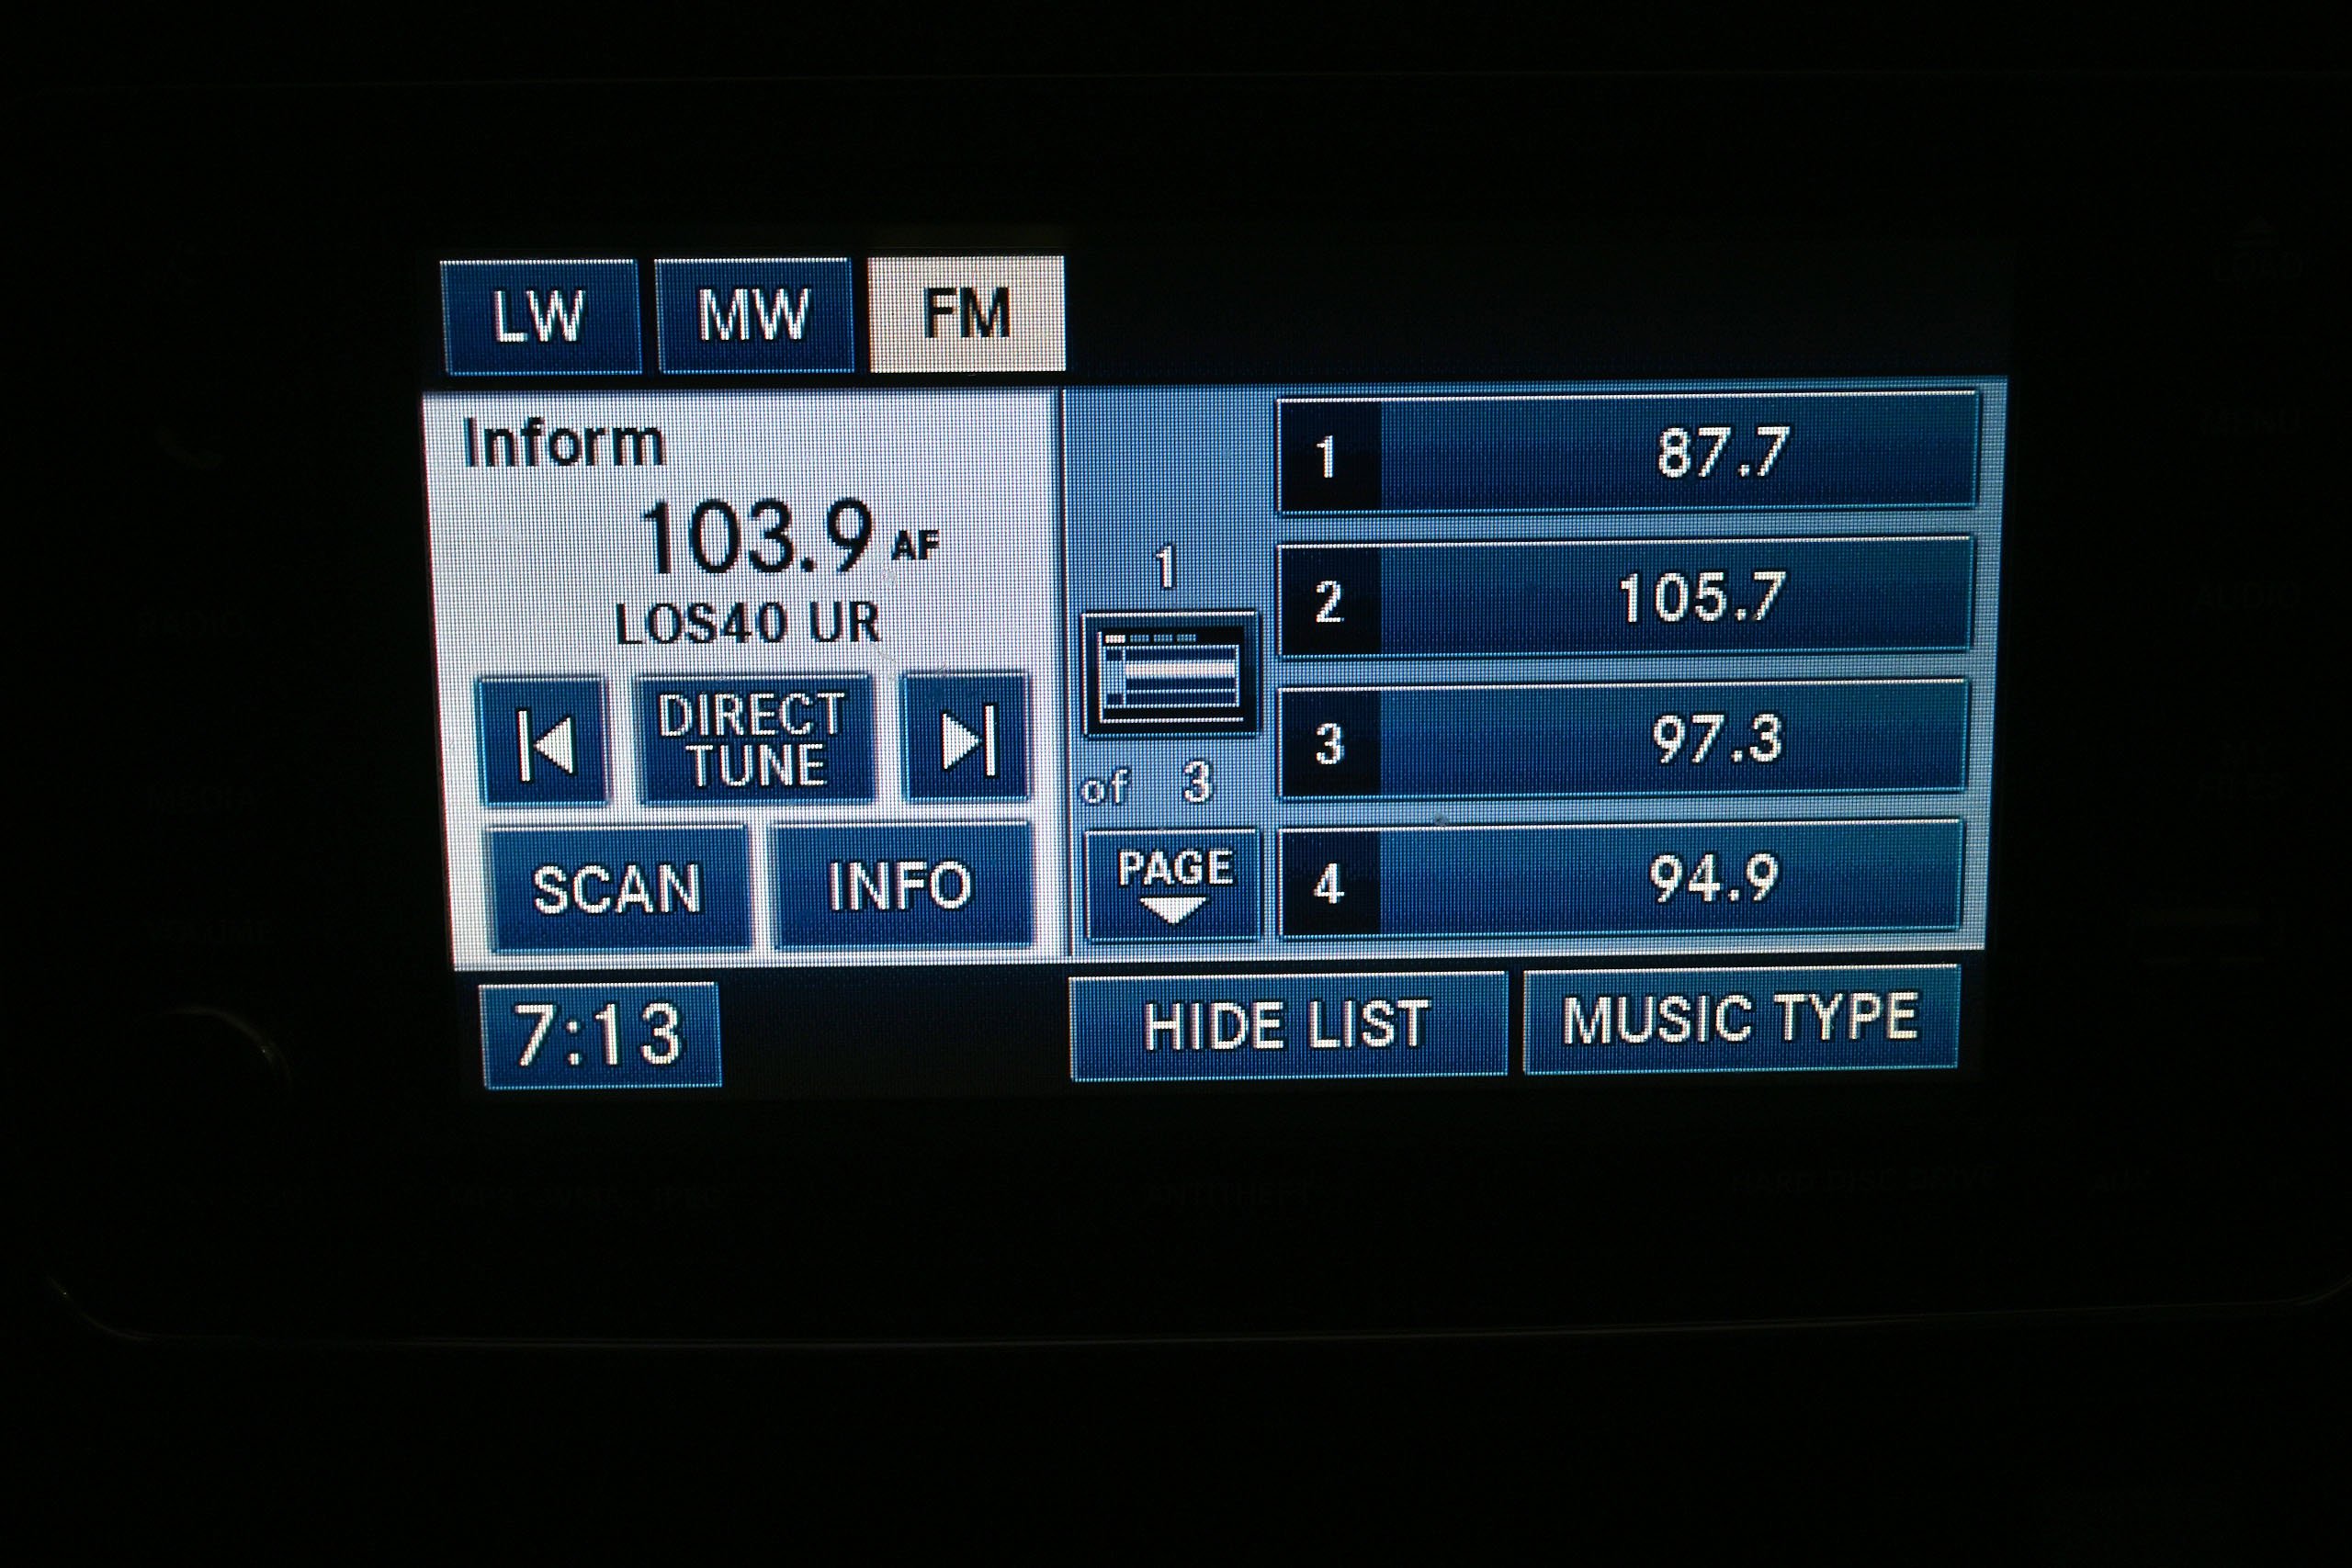 LW MW FM
Inform
103.9 AF
LOS40 UR
DIRECT
TUNE
SCAN INFO
1
of 3
PAGE
1 87.7
2 105.7
3 97.3
4 94.9
7:13 HIDE LIST MUSIC TYPE